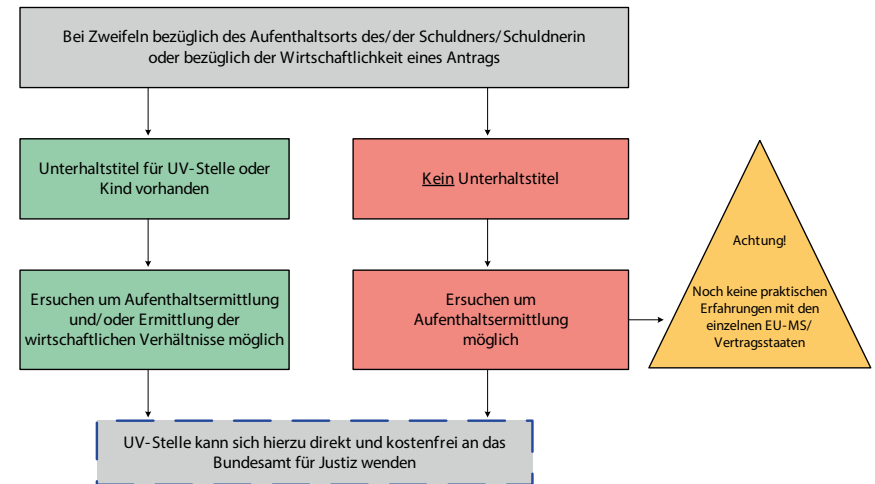 Bei Zweifeln bezüglich des Aufenthaltsorts des/der Schuldners/Schuldnerin
oder bezüglich der Wirtschaftlichkeit eines Antrags
Unterhaltstitel für UV-Stelle oder
Kind vorhanden
Kein Unterhaltstitel
Ersuchen um Aufenthaltsermittlung
und/oder Ermittlung der
wirtschaftlichen Verhältnisse möglich
Ersuchen um
Aufenthaltsermittlung
möglich
Achtung!
Noch keine praktischen
Erfahrungen mit den
einzelnen EU-MS/
Vertragsstaaten
UV-Stelle kann sich hierzu direkt und kostenfrei an das
Bundesamt für Justiz wenden